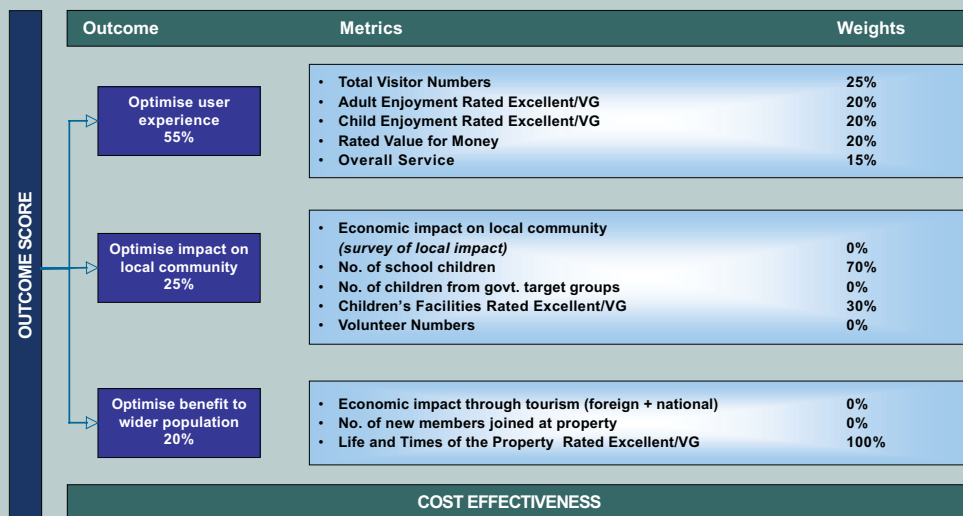 Outcome Metrics Weights
OUTCOME SCORE
Optimise user
experience
55%
• Total Visitor Numbers 25%
• Adult Enjoyment Rated Excellent/VG 20%
• Child Enjoyment Rated Excellent/VG 20%
• Rated Value for Money 20%
• Overall Service 15%
Optimise impact on
local community
25%
• Economic impact on local community
(survey of local impact) 0%
• No. of school children 70%
• No. of children from govt. target groups 0%
• Children's Facilities Rated Excellent/VG 30%
• Volunteer Numbers 0%
Optimise benefit to
wider population
20%
• Economic impact through tourism (foreign + national) 0%
• No. of new members joined at property 0%
• Life and Times of the Property Rated Excellent/VG 100%
COST EFFECTIVENESS